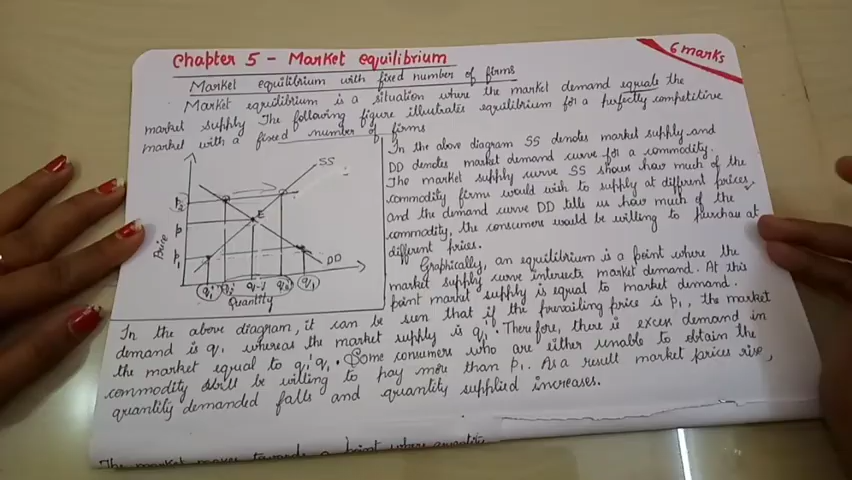 Chapter 5 - Market equilibrium
6 marks
Market equilibrium with fixed number of firms
Market equilibrium is a situation where the market demand equals the
market supply The following figure illustrates equilibrium for a perfectly competitive
market with a fixed number of firms
SS
E
DD
Price
P
P1
q1
Quantity
In the above diagram SS denotes market supply and
DD denotes market demand curve for a commodity.
The market supply curve SS shows how much of the
commodity firms would wish to supply at different prices,
and the demand curve DD tells us how much of the
commodity, the consumers would be willing to purchase at
different prices.
Graphically, an equilibrium is a point where the
market supply curve intersects market demand. At this
point market supply is equal to market demand.
In the above diagram, it can be seen that if the prevailing price is P1, the market
demand is q1 whereas the market supply is q1'. Therefore, there is excess demand in
the market equal to q1' q1. Some consumers who are either unable to obtain the
commodity will be willing to pay more than P1. As a result market prices rise,
quantity demanded falls and quantity supplied increases.
The market moves towards a point where quantity